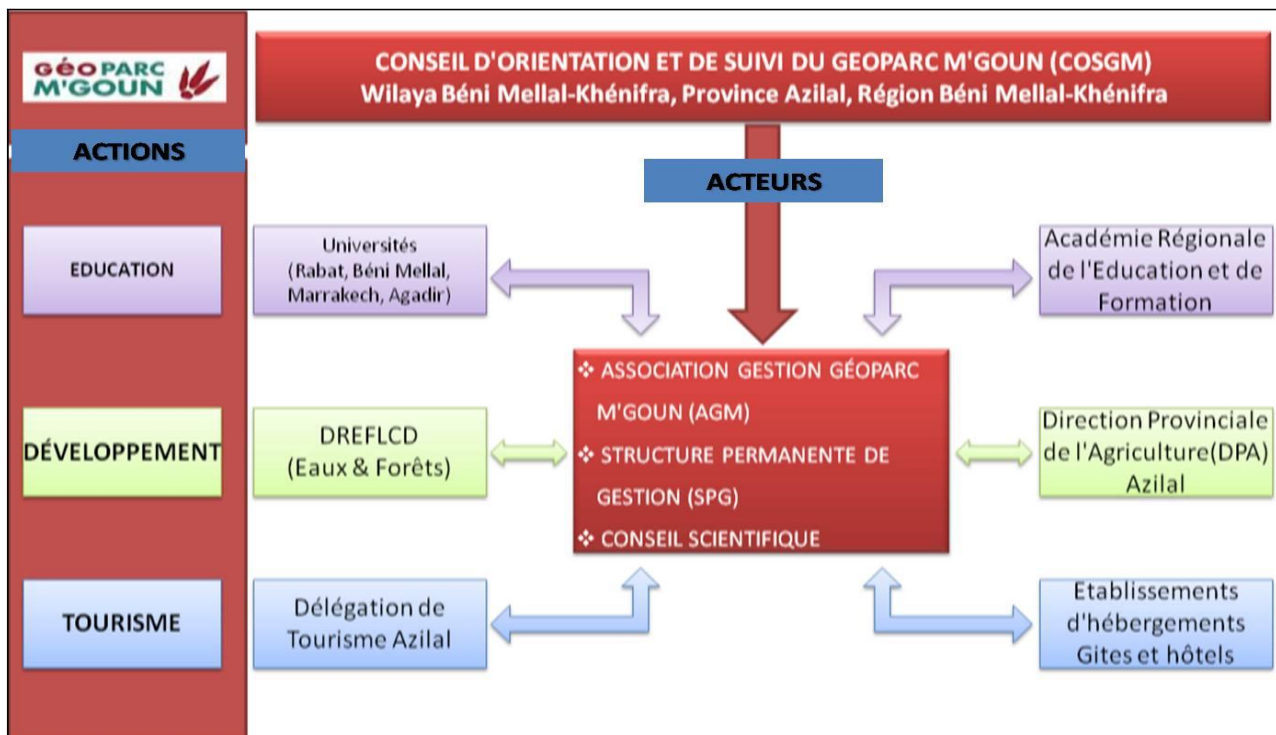 GÉOPARC
M'GOUN
CONSEIL D'ORIENTATION ET DE SUIVI DU GEOPARC M'GOUN (COSGM)
Wilaya Béni Mellal-Khénifra, Province Azilal, Région Béni Mellal-Khénifra
ACTIONS
ACTEURS
EDUCATION
Universités
(Rabat, Béni Mellal,
Marrakech, Agadir)
Académie Régionale
de l'Education et de
Formation
❖ ASSOCIATION GESTION GÉOPARC
M'GOUN (AGM)
❖ STRUCTURE PERMANENTE DE
GESTION (SPG)
❖ CONSEIL SCIENTIFIQUE
DÉVELOPPEMENT
DREFLCD
(Eaux & Forêts)
Direction Provinciale
de l'Agriculture(DPA)
Azilal
TOURISME
Délégation de
Tourisme Azilal
Etablissements
d'hébergements
Gites et hôtels